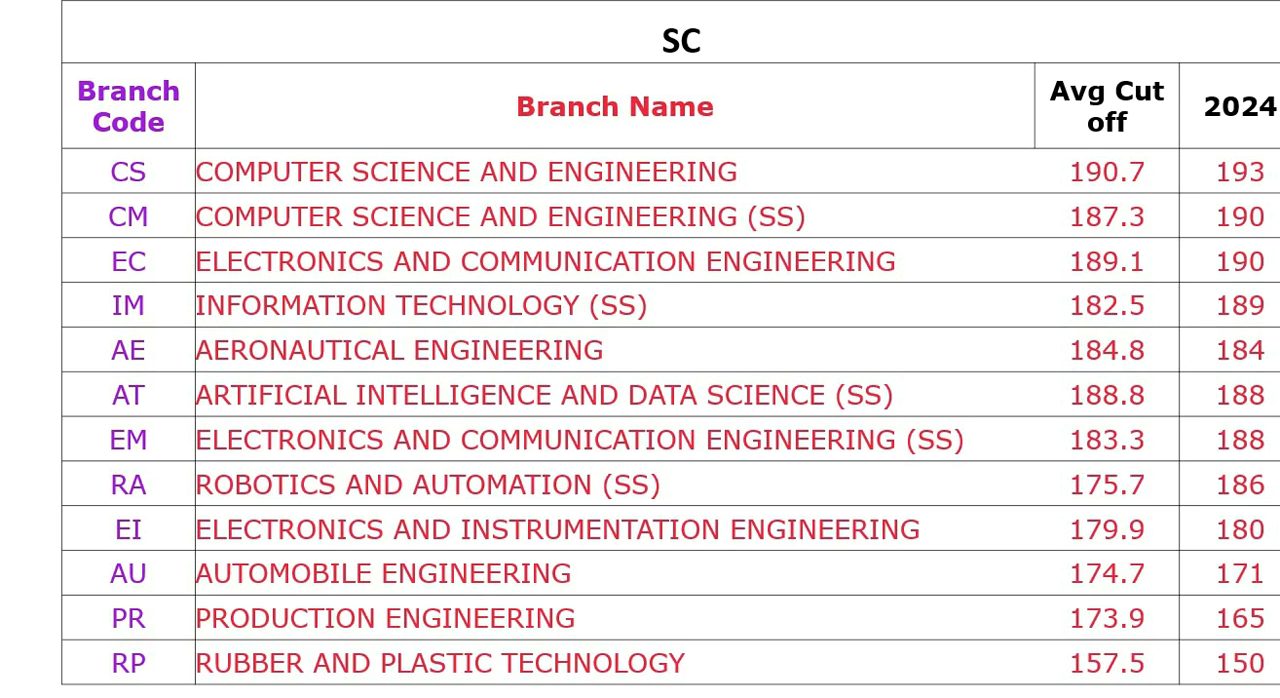 SC
Branch Code Branch Name Avg Cut off 2024
CS COMPUTER SCIENCE AND ENGINEERING 190.7 193
CM COMPUTER SCIENCE AND ENGINEERING (SS) 187.3 190
EC ELECTRONICS AND COMMUNICATION ENGINEERING 189.1 190
IM INFORMATION TECHNOLOGY (SS) 182.5 189
AE AERONAUTICAL ENGINEERING 184.8 184
AT ARTIFICIAL INTELLIGENCE AND DATA SCIENCE (SS) 188.8 188
EM ELECTRONICS AND COMMUNICATION ENGINEERING (SS) 183.3 188
RA ROBOTICS AND AUTOMATION (SS) 175.7 186
EI ELECTRONICS AND INSTRUMENTATION ENGINEERING 179.9 180
AU AUTOMOBILE ENGINEERING 174.7 171
PR PRODUCTION ENGINEERING 173.9 165
RP RUBBER AND PLASTIC TECHNOLOGY 157.5 150